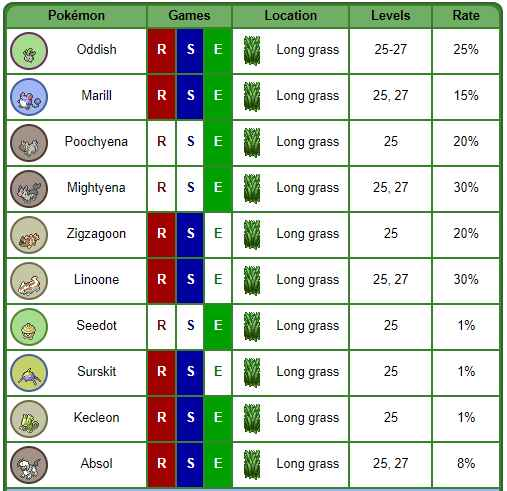 Pokémon Games Location Levels Rate
Oddish R S E Long grass 25-27 25%
Marill R S E Long grass 25, 27 15%
Poochyena R S E Long grass 25 20%
Mightyena R S E Long grass 25, 27 30%
Zigzagoon R S E Long grass 25 20%
Linoone R S E Long grass 25, 27 30%
Seedot R S E Long grass 25 1%
Surskit R S E Long grass 25 1%
Kecleon R S E Long grass 25 1%
Absol R S E Long grass 25, 27 8%